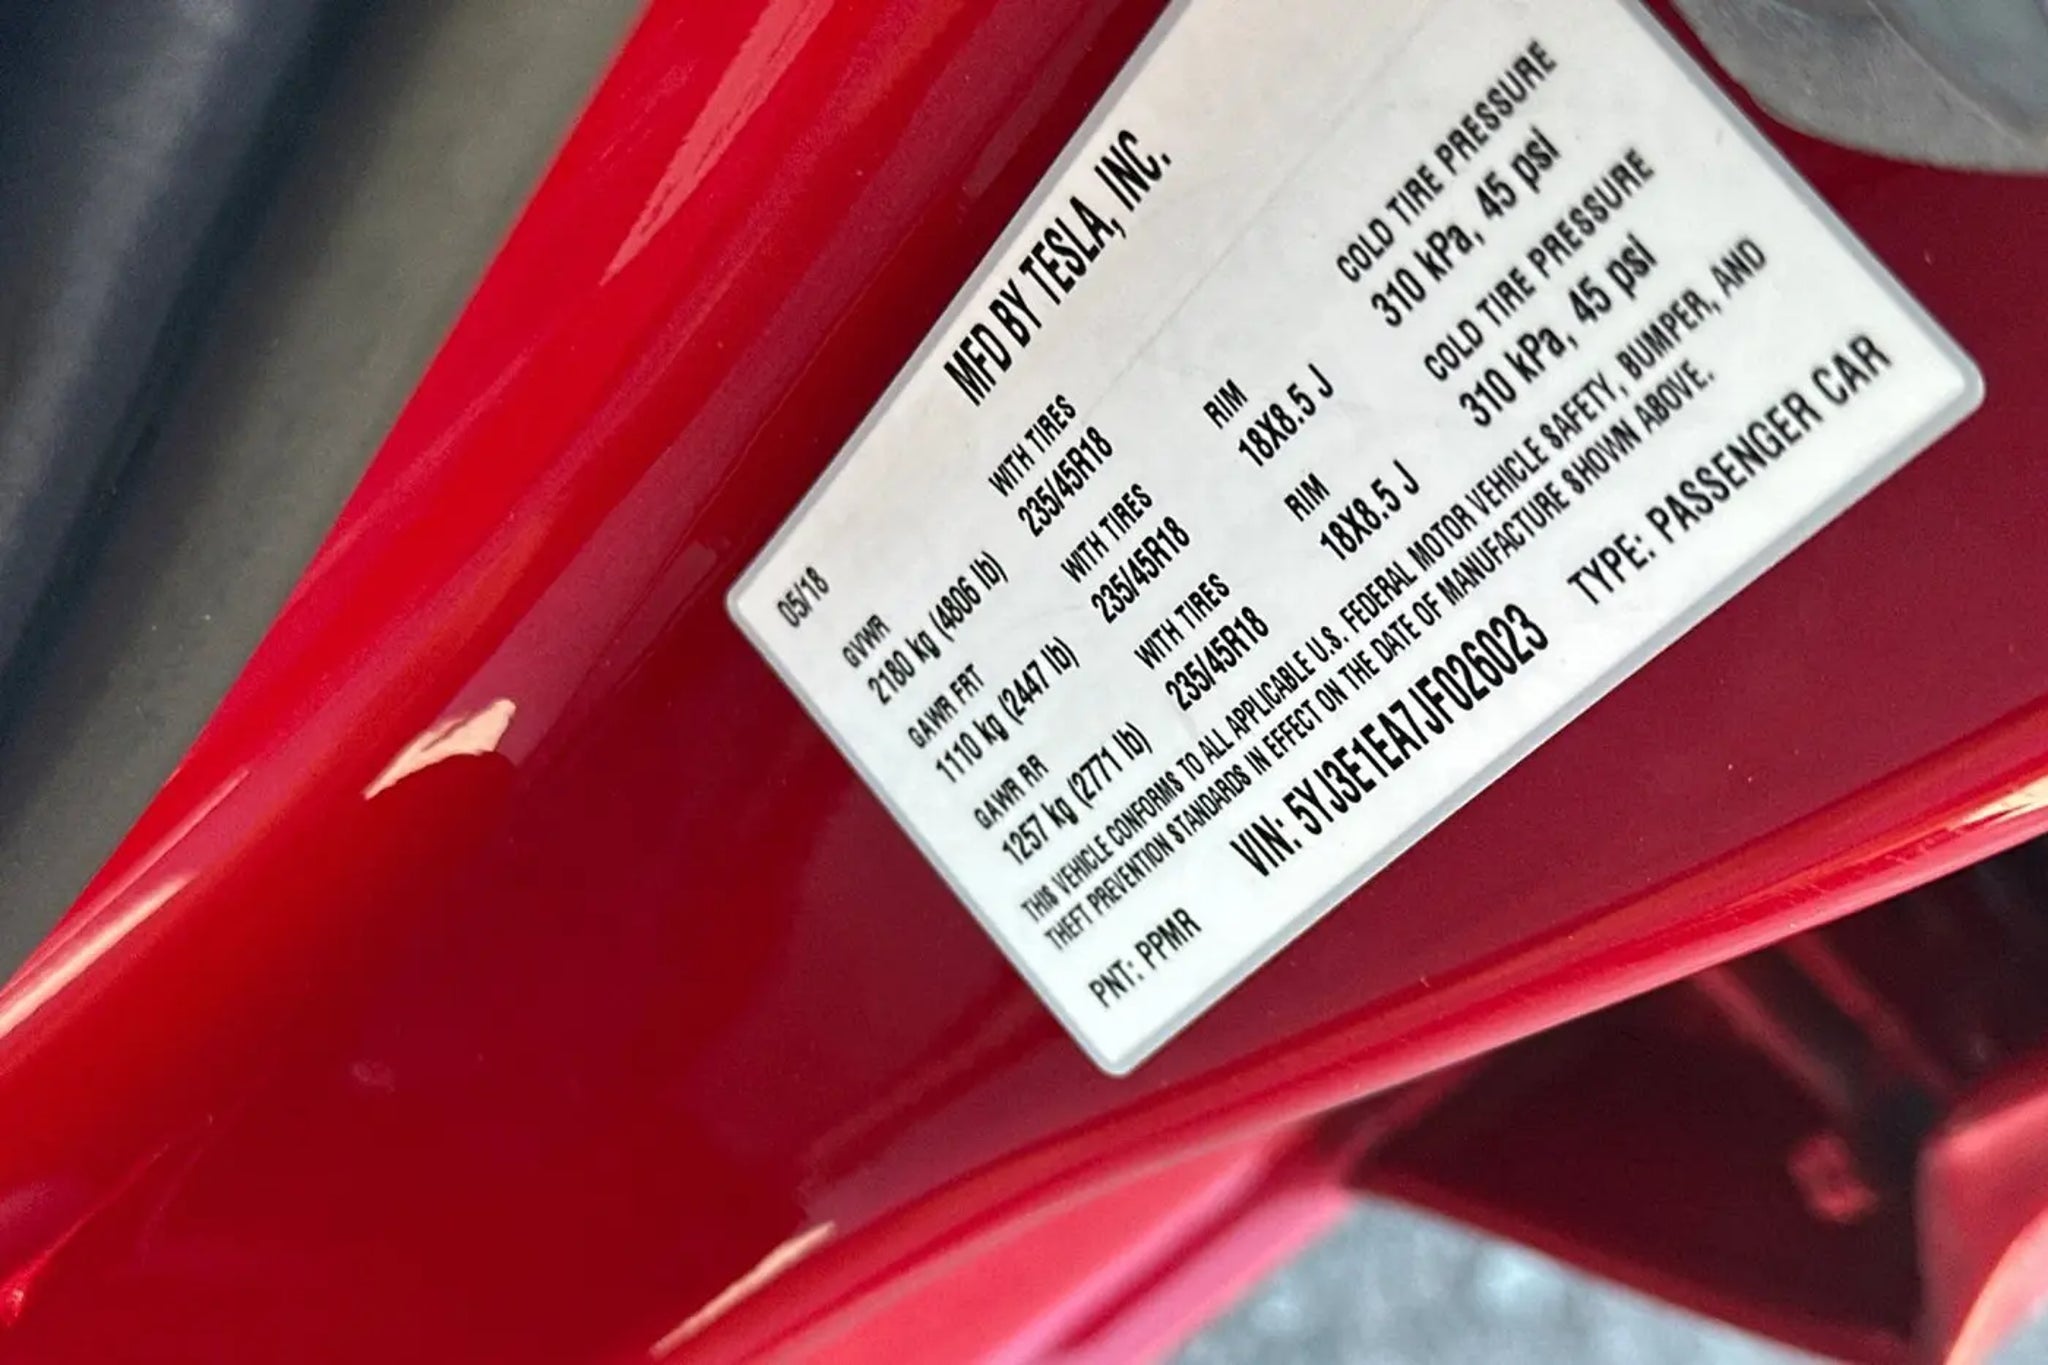 MFD BY TESLA, INC.
05/18
GVWR WITH TIRES RIM COLD TIRE PRESSURE
2180 kg (4806 lb) 235/45R18 18X8.5 J 310 kPa, 45 psi
GAWR FRT WITH TIRES RIM COLD TIRE PRESSURE
1110 kg (2447 lb) 235/45R18 18X8.5 J 310 kPa, 45 psi
GAWR RR WITH TIRES
1257 kg (2771 lb) 235/45R18
THIS VEHICLE CONFORMS TO ALL APPLICABLE U.S. FEDERAL MOTOR VEHICLE SAFETY, BUMPER, AND
THEFT PREVENTION STANDARDS IN EFFECT ON THE DATE OF MANUFACTURE SHOWN ABOVE.
PNT: PPMR VIN: 5YJ3E1EA7JF026023 TYPE: PASSENGER CAR